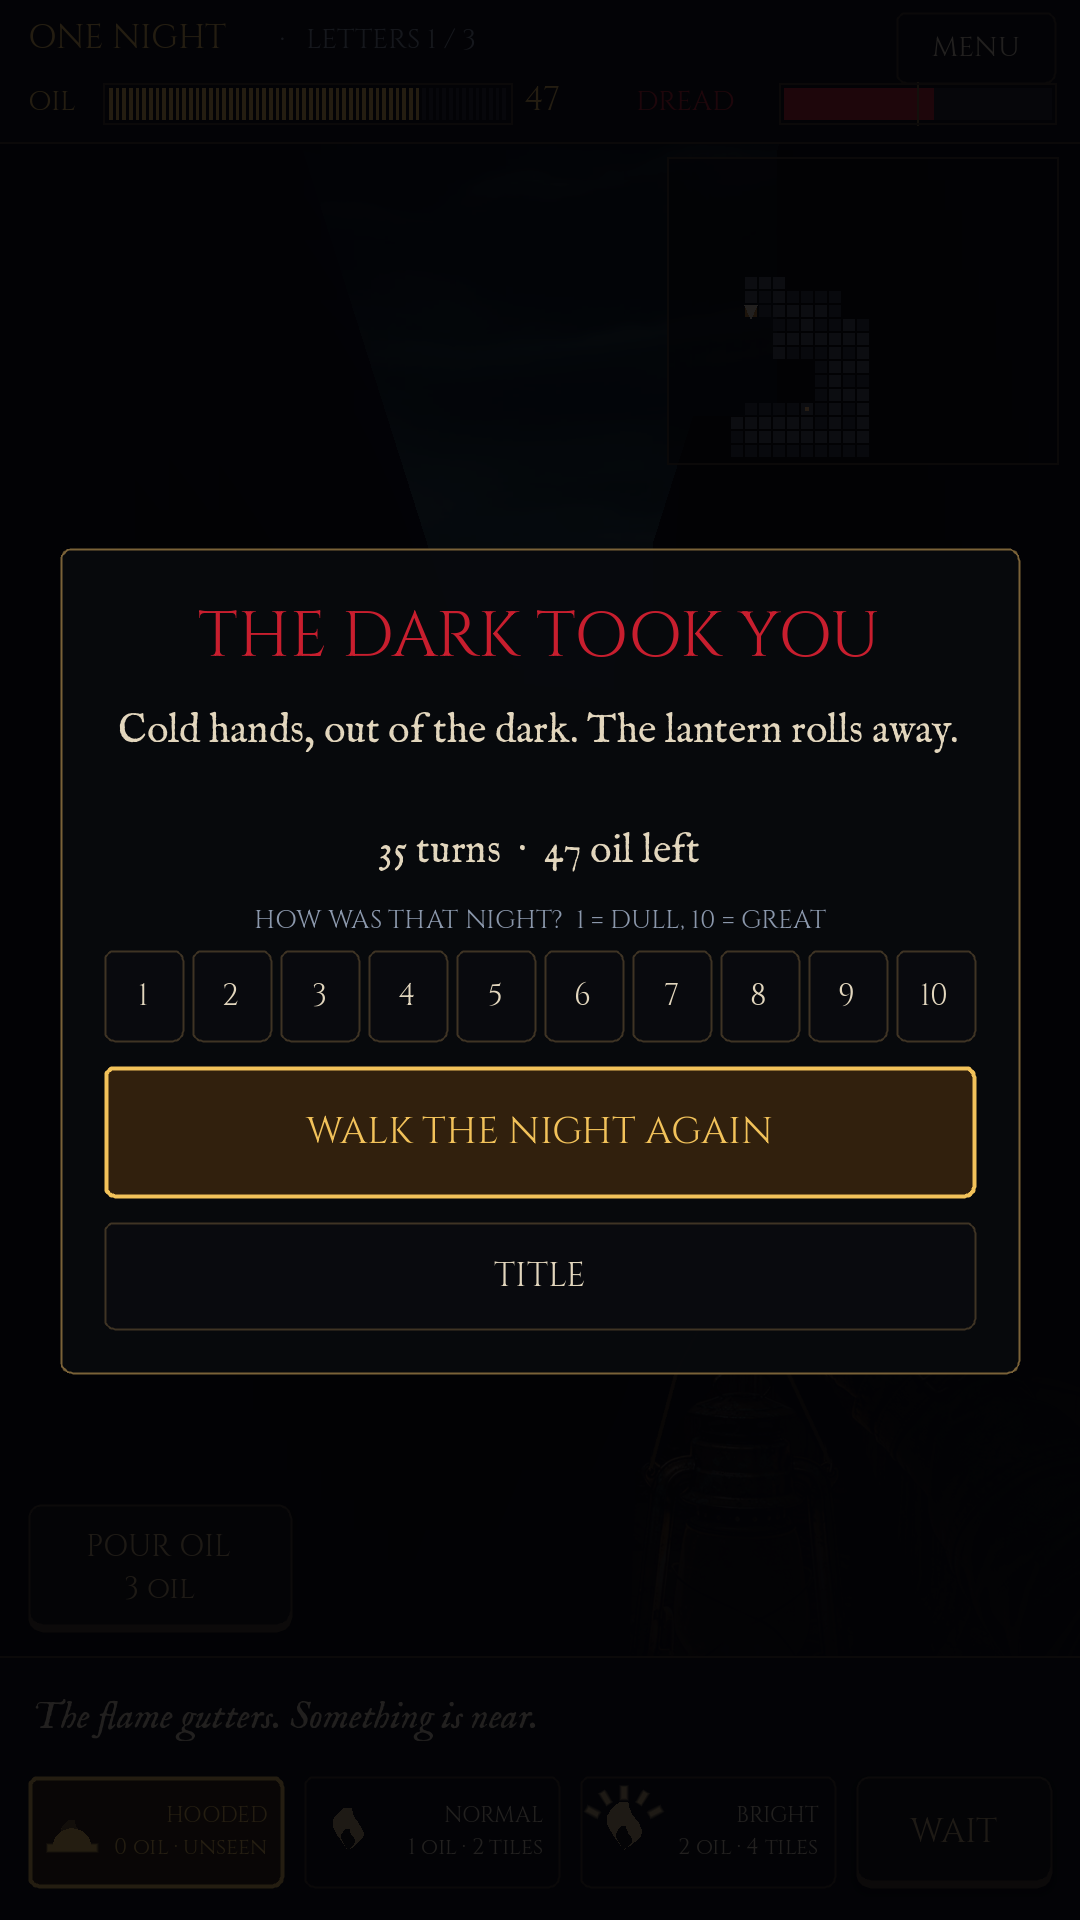 ONE NIGHT · LETTERS 1 / 3
MENU
OIL 47 DREAD
THE DARK TOOK YOU
Cold hands, out of the dark. The lantern rolls away.
35 turns · 47 oil left
HOW WAS THAT NIGHT? 1 = DULL, 10 = GREAT
1 2 3 4 5 6 7 8 9 10
WALK THE NIGHT AGAIN
TITLE
POUR OIL
3 OIL
The flame gutters. Something is near.
HOODED
0 OIL · UNSEEN
NORMAL
1 OIL · 2 TILES
BRIGHT
2 OIL · 4 TILES
WAIT